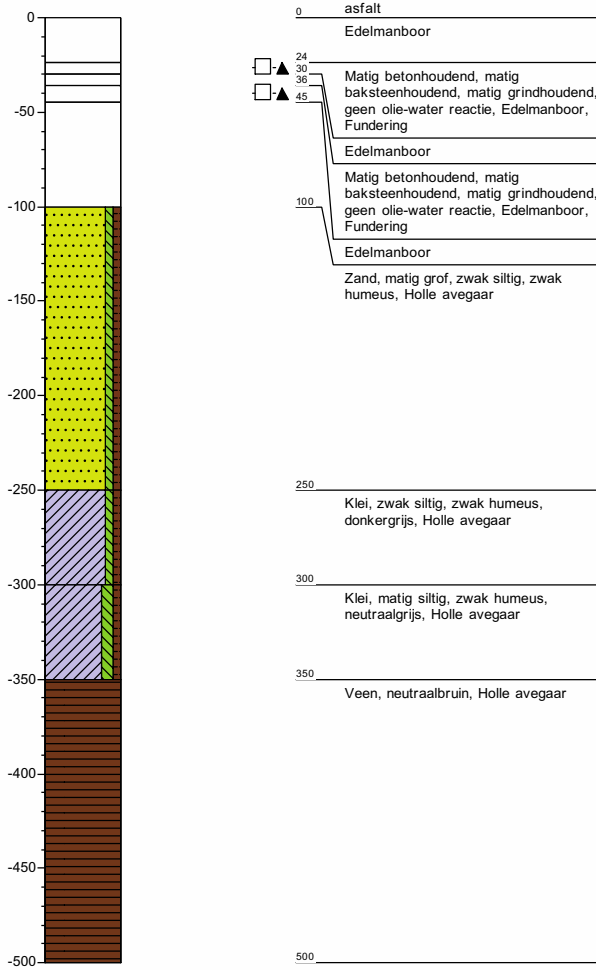 0
-50
-100
-150
-200
-250
-300
-350
-400
-450
-500
0
asfalt
Edelmanboor
24
30
36
45
Matig betonhoudend, matig
baksteenhoudend, matig grindhoudend,
geen olie-water reactie, Edelmanboor,
Fundering
Edelmanboor
Matig betonhoudend, matig
baksteenhoudend, matig grindhoudend,
geen olie-water reactie, Edelmanboor,
Fundering
Edelmanboor
100
Zand, matig grof, zwak siltig, zwak
humeus, Holle avegaar
250
Klei, zwak siltig, zwak humeus,
donkergrijs, Holle avegaar
300
Klei, matig siltig, zwak humeus,
neutraalgrijs, Holle avegaar
350
Veen, neutraalbruin, Holle avegaar
500